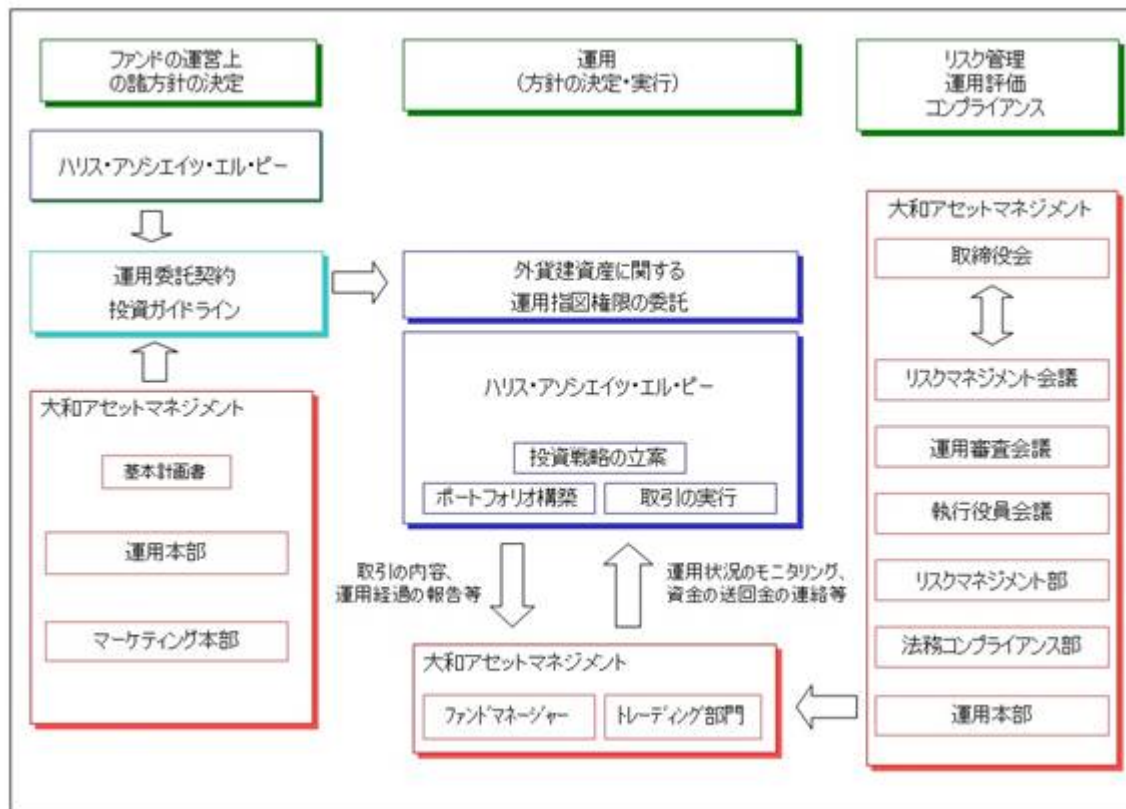 ファンドの運営上
の諸方針の決定
運用
(方針の決定・実行)
リスク管理
運用評価
コンプライアンス
ハリス・アソシエイツ・エル・ピー
運用委託契約
投資ガイドライン
外貨建資産に関する
運用指図権限の委託
大和アセットマネジメント
基本計画書
運用本部
マーケティング本部
ハリス・アソシエイツ・エル・ピー
投資戦略の立案
ポートフォリオ構築
取引の実行
取引の内容、
運用経過の報告等
運用状況のモニタリング、
資金の送回金の連絡等
大和アセットマネジメント
ファンドマネージャー
トレーディング部門
大和アセットマネジメント
取締役会
リスクマネジメント会議
運用審査会議
執行役員会議
リスクマネジメント部
法務コンプライアンス部
運用本部